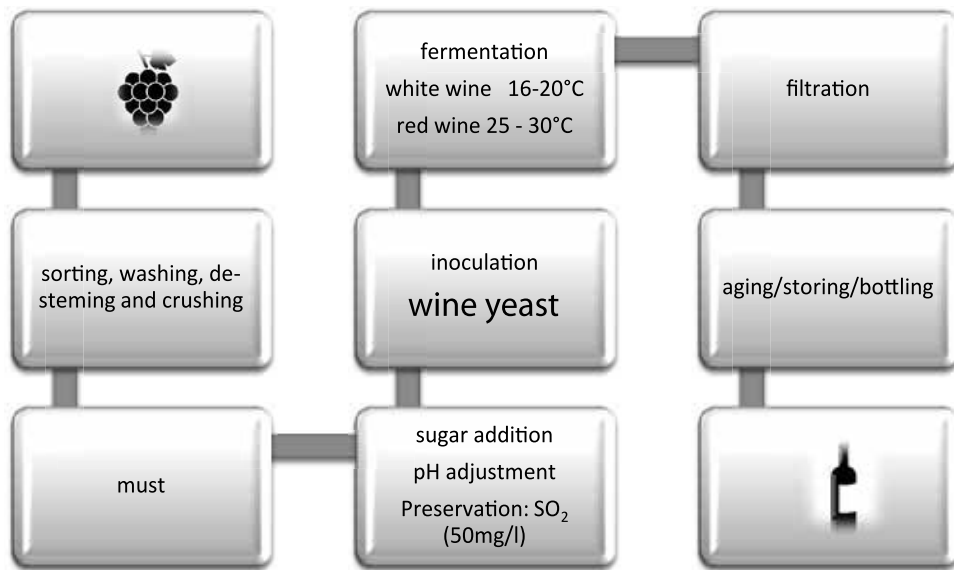 sorting, washing, de-
steming and crushing
must
sugar addition
pH adjustment
Preservation: SO₂
(50mg/l)
inoculation
wine yeast
fermentation
white wine 16-20°C
red wine 25 - 30°C
filtration
aging/storing/bottling